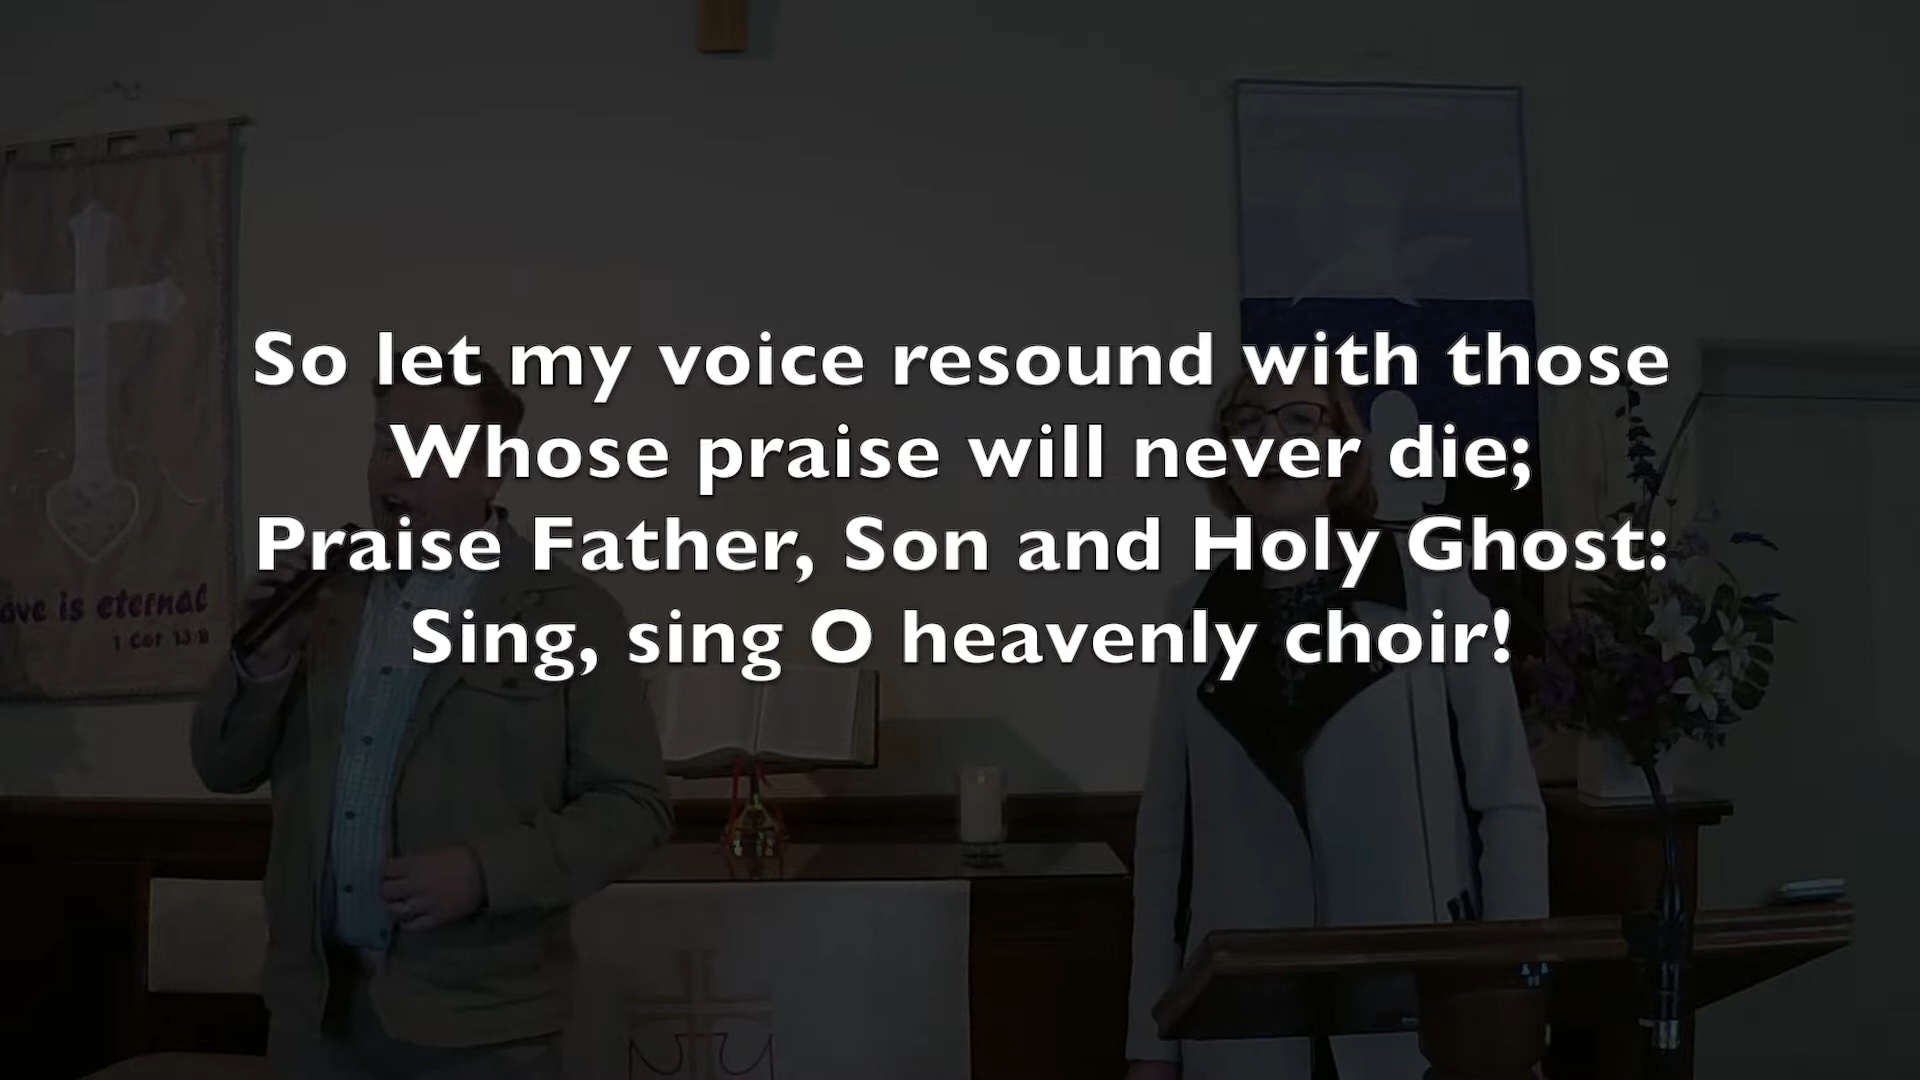 So let my voice resound with those
Whose praise will never die;
Praise Father, Son and Holy Ghost:
Sing, sing O heavenly choir!
is eternal
1 Cor 13:8